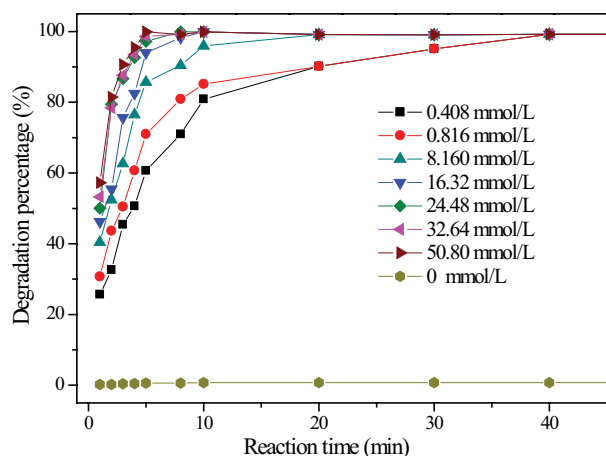 Degradation percentage (%)
100
80
60
40
20
0
0.408 mmol/L
0.816 mmol/L
8.160 mmol/L
16.32 mmol/L
24.48 mmol/L
32.64 mmol/L
50.80 mmol/L
0 mmol/L
0 10 20 30 40
Reaction time (min)